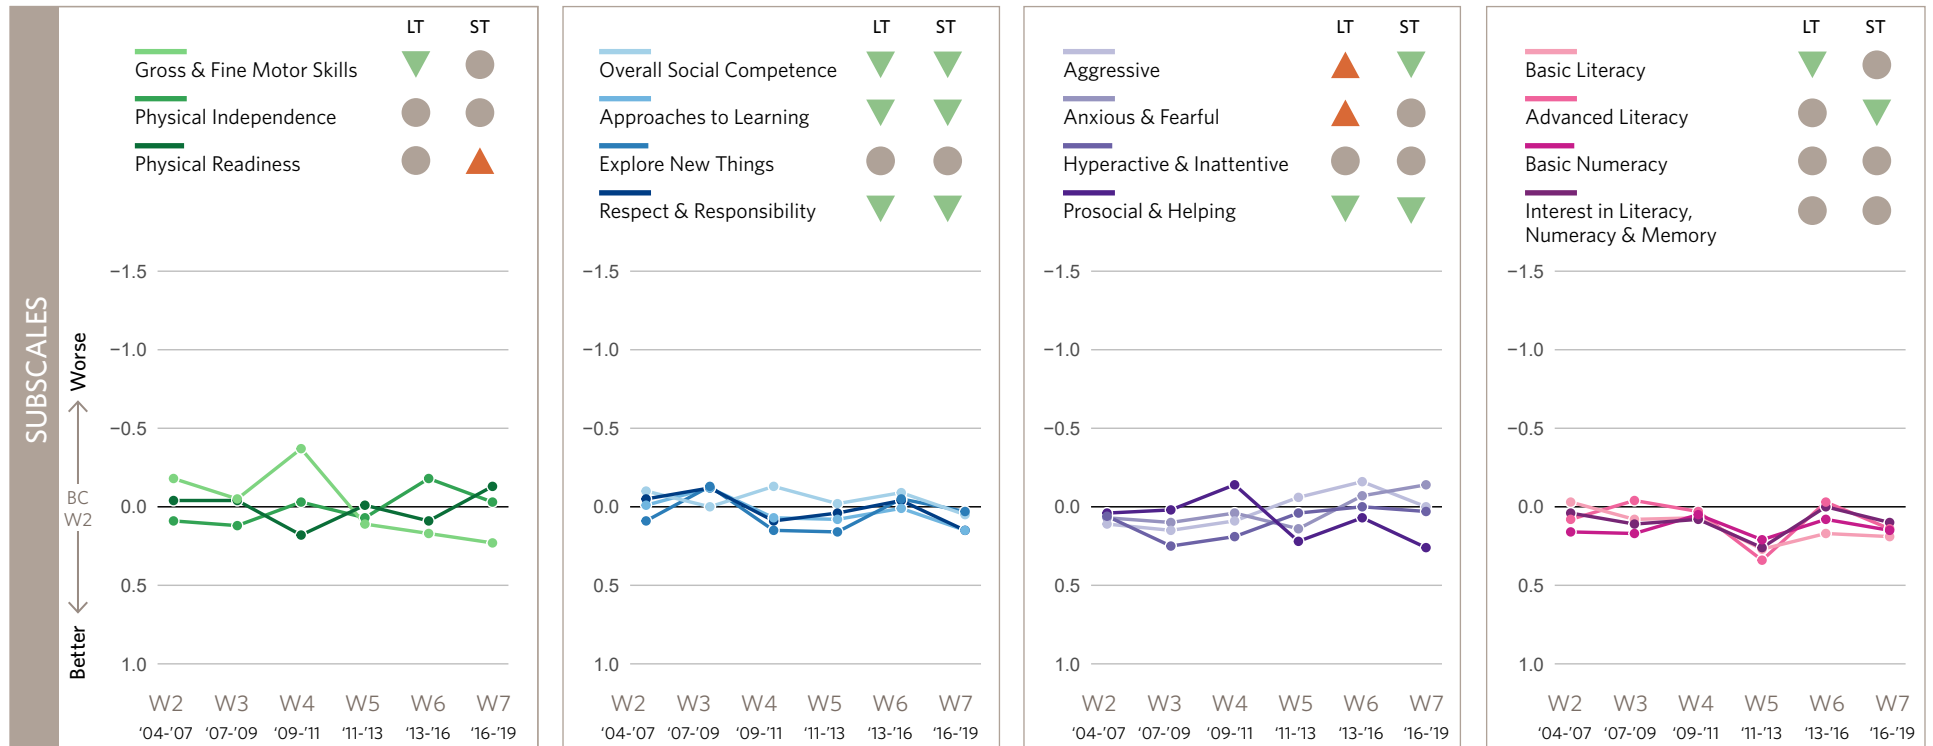 SUBSCALES
Worse
BC
W2
Better
LT ST
Gross & Fine Motor Skills
Physical Independence
Physical Readiness
−1.5
−1.0
−0.5
0.0
0.5
1.0
W2 W3 W4 W5 W6 W7
‘04-’07 ‘07-’09 ‘09-’11 ‘11-’13 ‘13-’16 ‘16-’19
LT ST
Overall Social Competence
Approaches to Learning
Explore New Things
Respect & Responsibility
−1.5
−1.0
−0.5
0.0
0.5
1.0
W2 W3 W4 W5 W6 W7
‘04-’07 ‘07-’09 ‘09-’11 ‘11-’13 ‘13-’16 ‘16-’19
LT ST
Aggressive
Anxious & Fearful
Hyperactive & Inattentive
Prosocial & Helping
−1.5
−1.0
−0.5
0.0
0.5
1.0
W2 W3 W4 W5 W6 W7
‘04-’07 ‘07-’09 ‘09-’11 ‘11-’13 ‘13-’16 ‘16-’19
LT ST
Basic Literacy
Advanced Literacy
Basic Numeracy
Interest in Literacy,
Numeracy & Memory
−1.5
−1.0
−0.5
0.0
0.5
1.0
W2 W3 W4 W5 W6 W7
‘04-’07 ‘07-’09 ‘09-’11 ‘11-’13 ‘13-’16 ‘16-’19